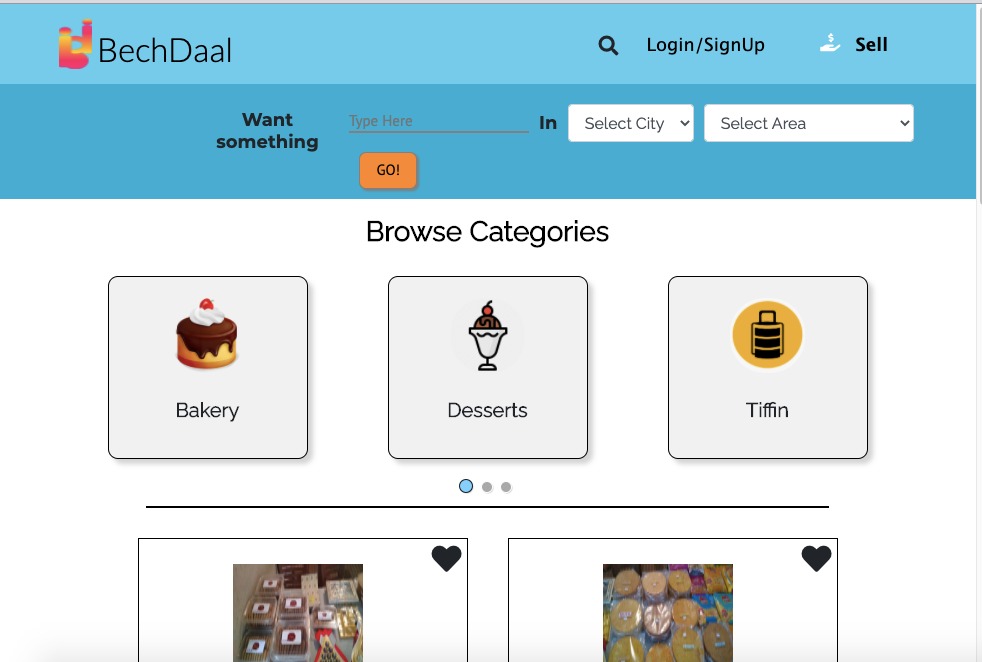 BechDaal
Login/SignUp
Sell
Want
something
Type Here
In
Select City
Select Area
GO!
Browse Categories
Bakery
Desserts
Tiffin